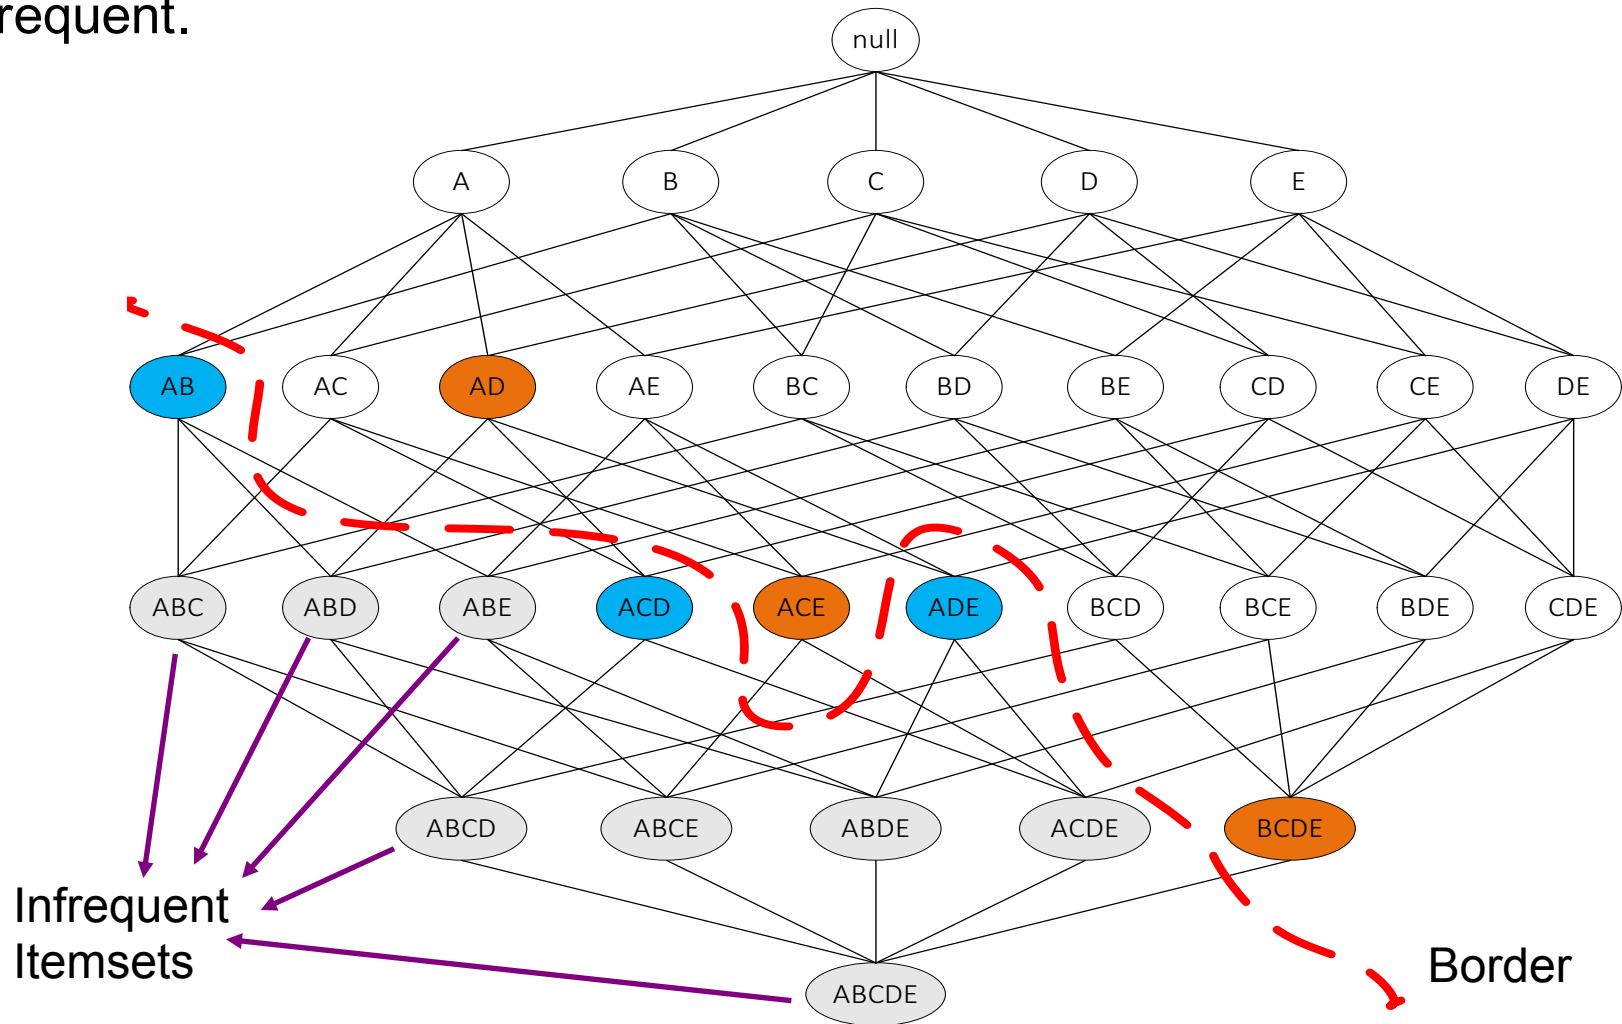 requent.
null
A B C D E
AB AC AD AE BC BD BE CD CE DE
ABC ABD ABE ACD ACE ADE BCD BCE BDE CDE
ABCD ABCE ABDE ACDE BCDE
Infrequent
Itemsets
Border
ABCDE